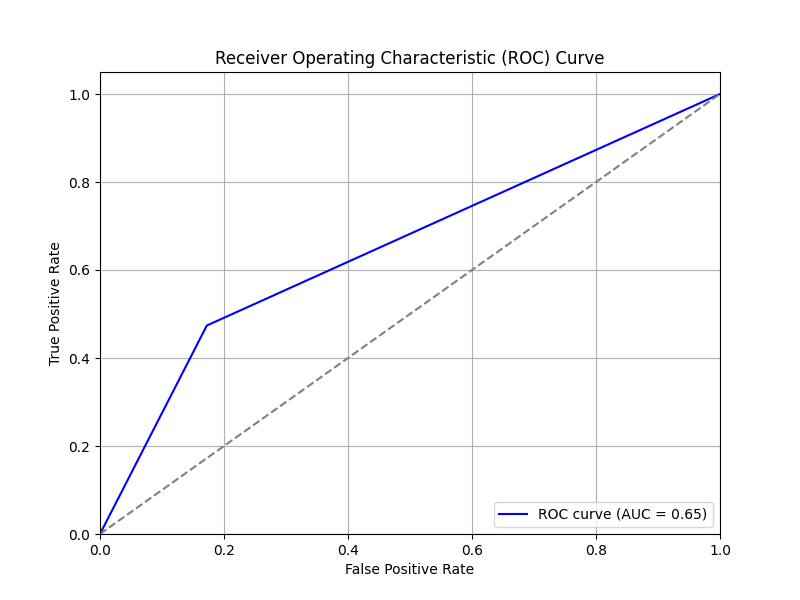 Receiver Operating Characteristic (ROC) Curve
1.0
0.8
0.6
0.4
0.2
0.0
True Positive Rate
ROC curve (AUC = 0.65)
0.0 0.2 0.4 0.6 0.8 1.0
False Positive Rate